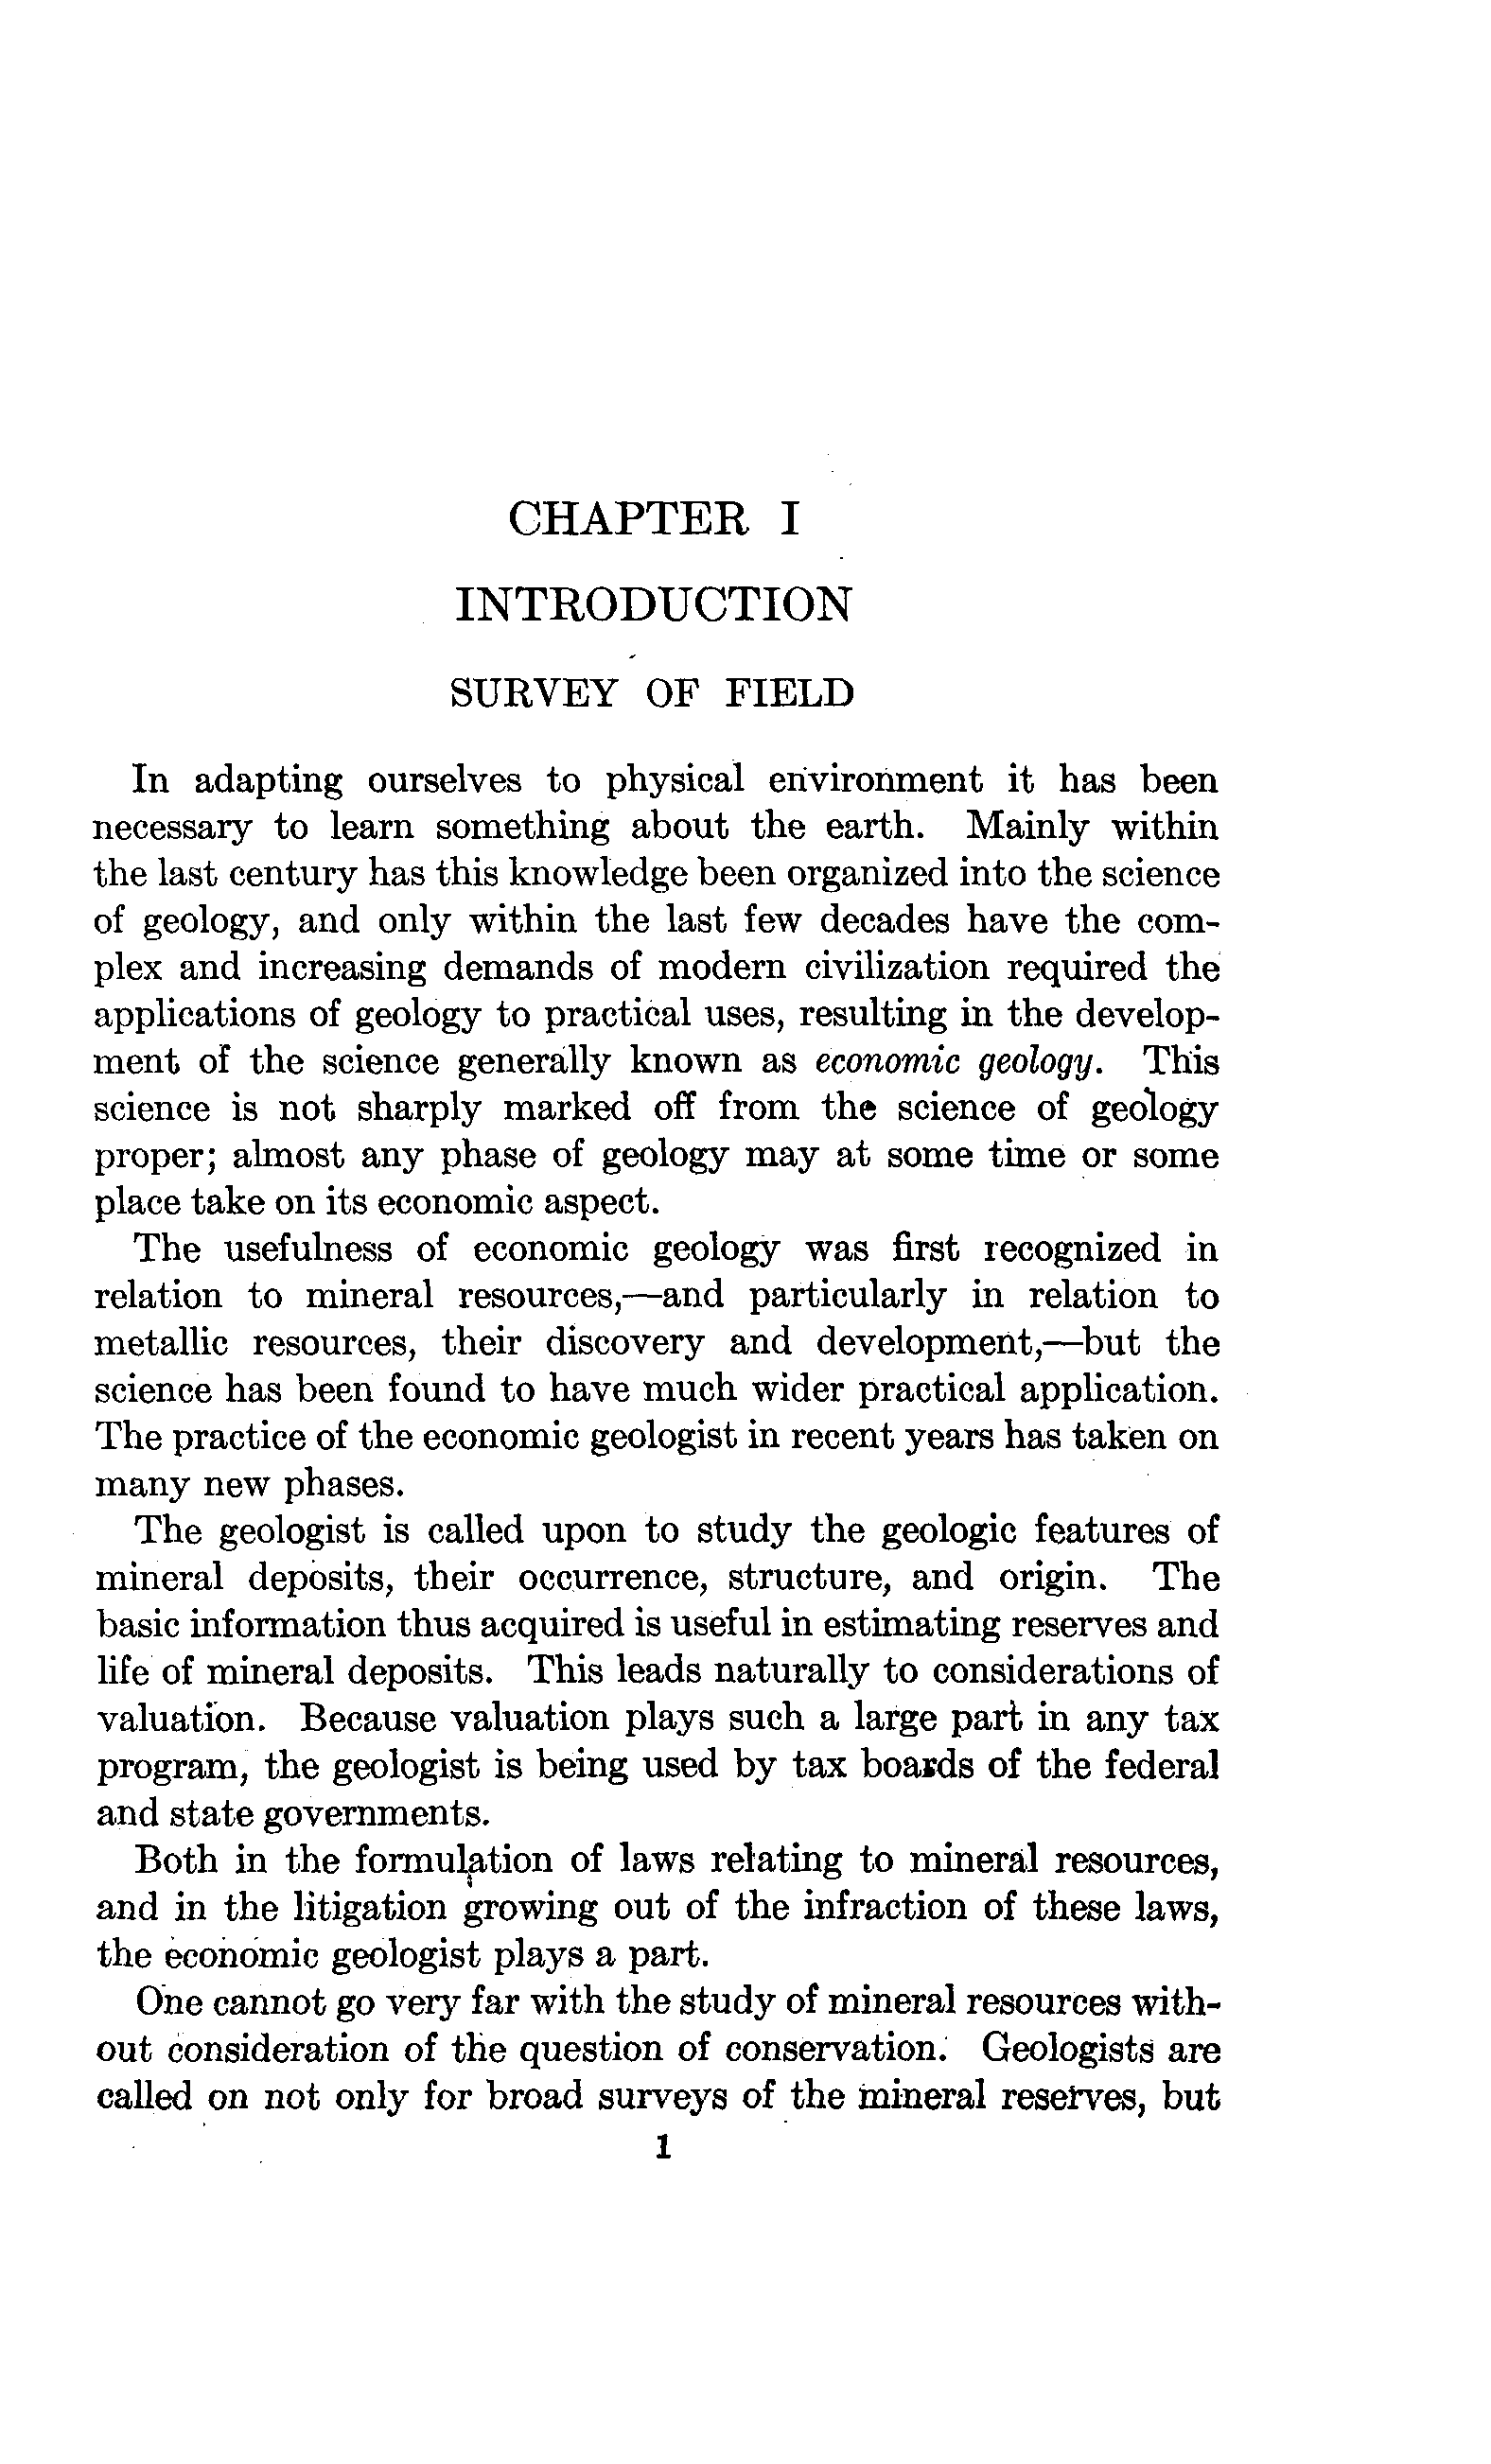 CHAPTER I
INTRODUCTION
SURVEY OF FIELD
In adapting ourselves to physical environment it has been
necessary to learn something about the earth. Mainly within
the last century has this knowledge been organized into the science
of geology, and only within the last few decades have the com-
plex and increasing demands of modern civilization required the
applications of geology to practical uses, resulting in the develop-
ment of the science generally known as economic geology. This
science is not sharply marked off from the science of geology
proper; almost any phase of geology may at some time or some
place take on its economic aspect.
The usefulness of economic geology was first recognized in
relation to mineral resources,—and particularly in relation to
metallic resources, their discovery and development,—but the
science has been found to have much wider practical application.
The practice of the economic geologist in recent years has taken on
many new phases.
The geologist is called upon to study the geologic features of
mineral deposits, their occurrence, structure, and origin. The
basic information thus acquired is useful in estimating reserves and
life of mineral deposits. This leads naturally to considerations of
valuation. Because valuation plays such a large part in any tax
program, the geologist is being used by tax boards of the federal
and state governments.
Both in the formulation of laws relating to mineral resources,
and in the litigation growing out of the infraction of these laws,
the economic geologist plays a part.
One cannot go very far with the study of mineral resources with-
out consideration of the question of conservation. Geologists are
called on not only for broad surveys of the mineral reserves, but
1